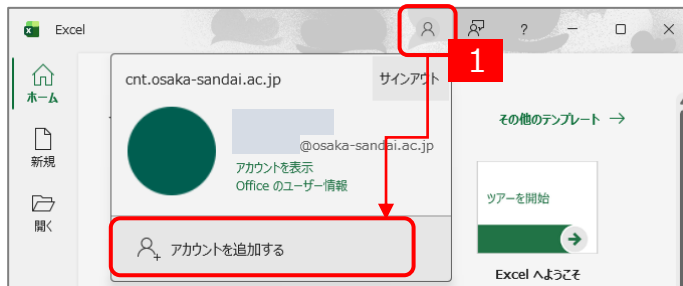 Excel
?
1
ホーム
新規
開く
cnt.osaka-sandai.ac.jp
サインアウト
@osaka-sandai.ac.jp
アカウントを表示
Office のユーザー情報
アカウントを追加する
その他のテンプレート →
ツアーを開始
Excel へようこそ